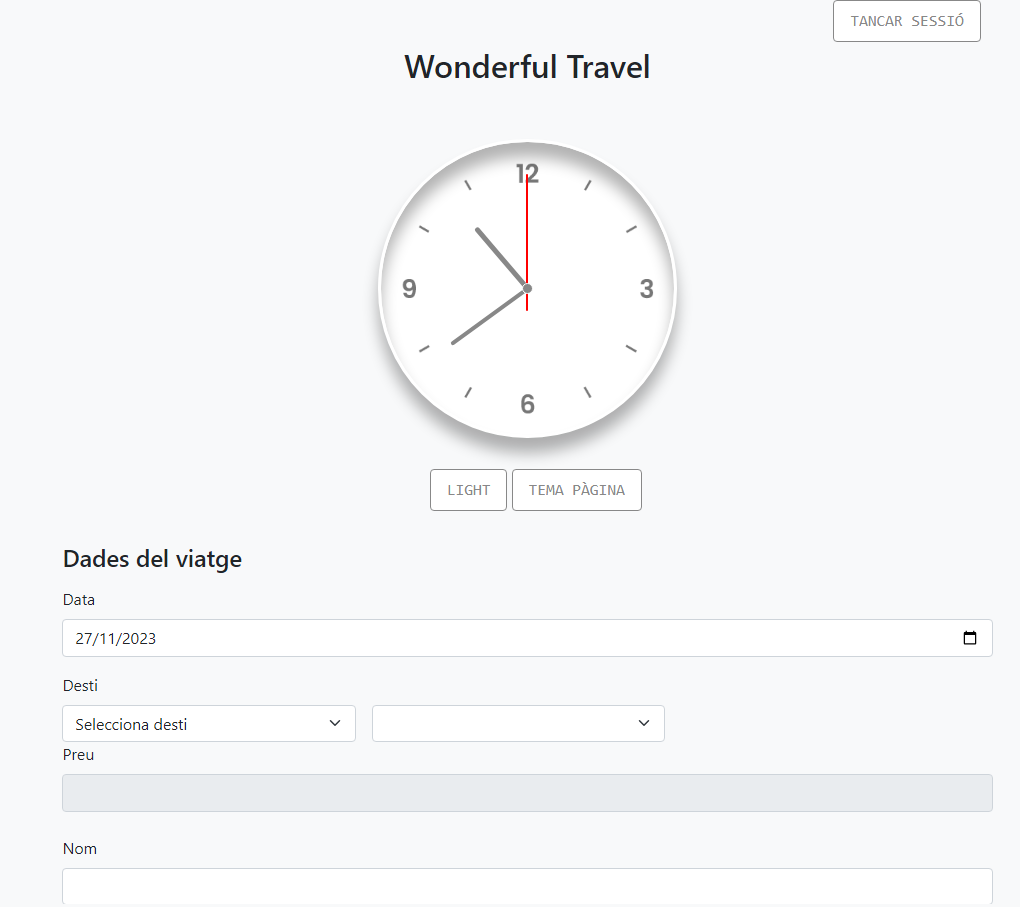 TANCAR SESSIÓ
Wonderful Travel
12
9
3
6
LIGHT
TEMA PÀGINA
Dades del viatge
Data
27/11/2023
Desti
Selecciona desti
Preu
Nom